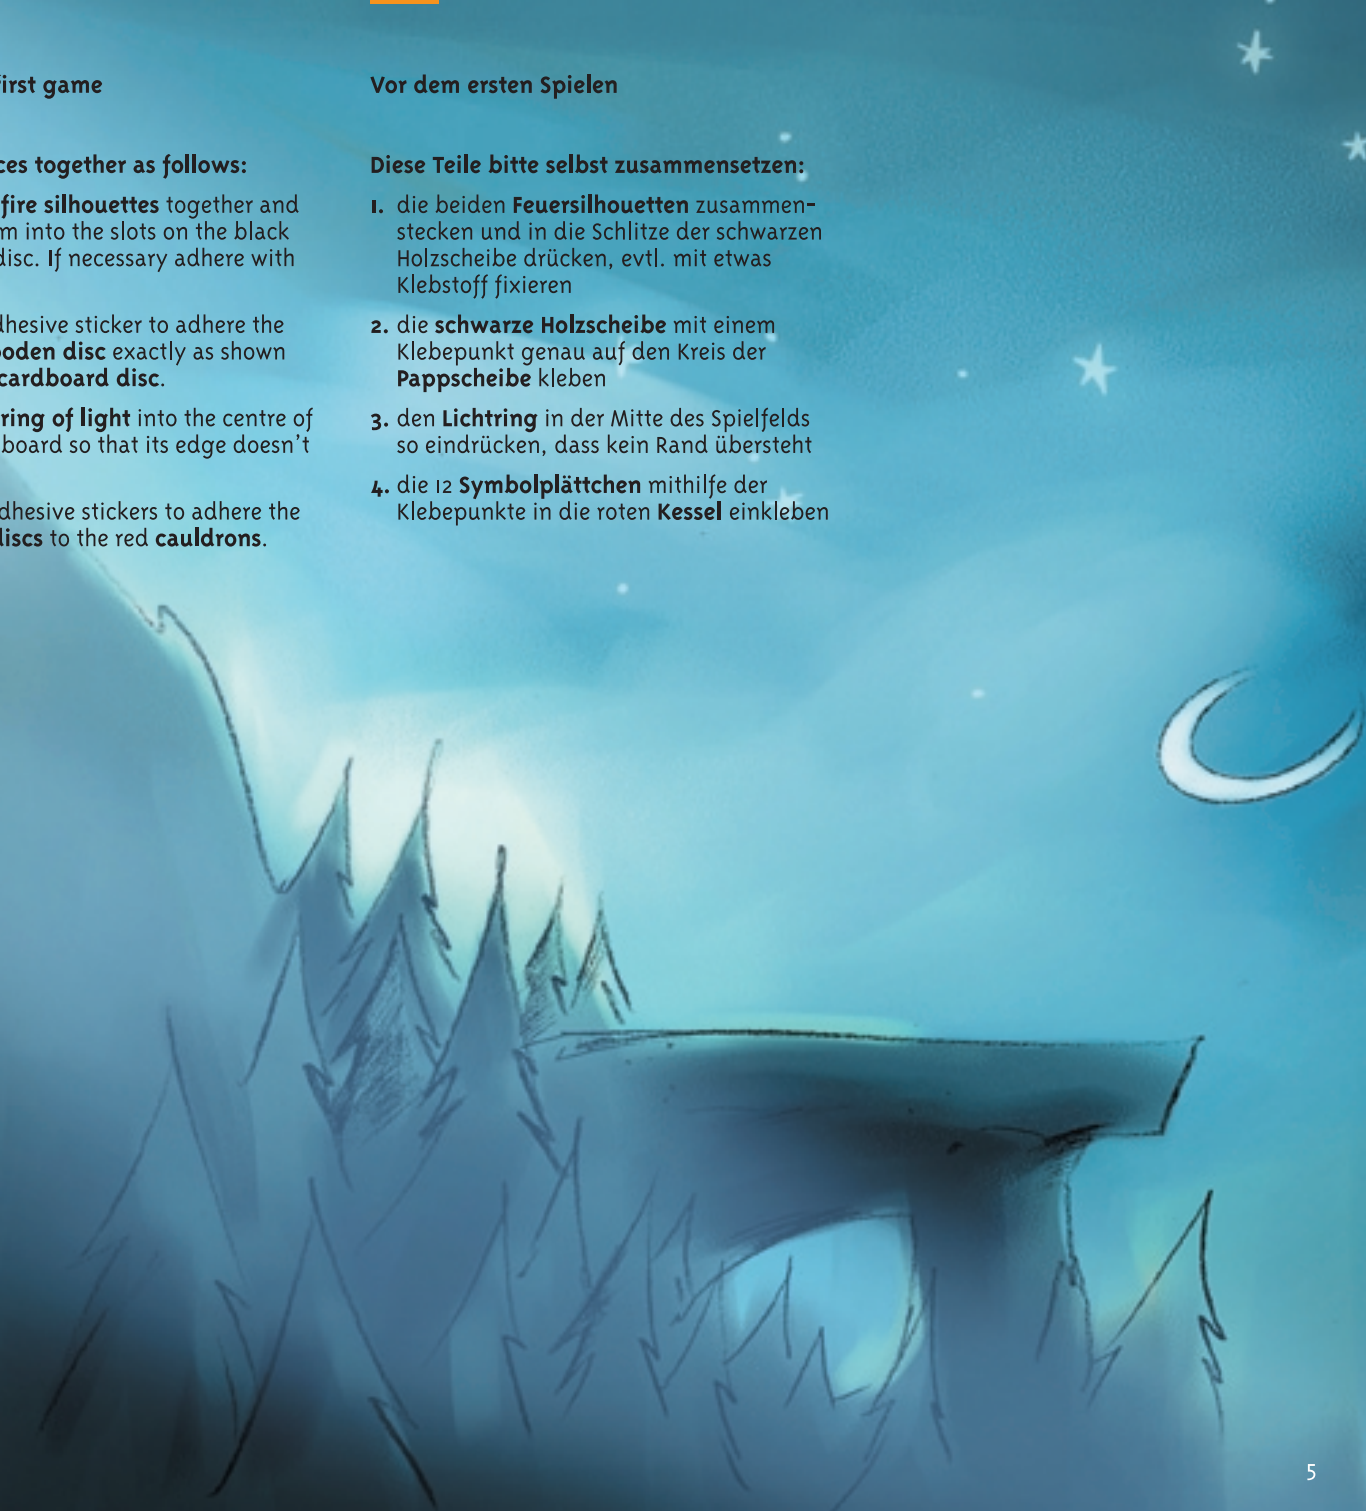 first game
ces together as follows:
fire silhouettes together and
m into the slots on the black
disc. If necessary adhere with
dhesive sticker to adhere the
ooden disc exactly as shown
cardboard disc.
ring of light into the centre of
board so that its edge doesn't
dhesive stickers to adhere the
discs to the red cauldrons.
Vor dem ersten Spielen
Diese Teile bitte selbst zusammensetzen:
1. die beiden Feuersilhouetten zusammen-
stecken und in die Schlitze der schwarzen
Holzscheibe drücken, evtl. mit etwas
Klebstoff fixieren
2. die schwarze Holzscheibe mit einem
Klebepunkt genau auf den Kreis der
Pappscheibe kleben
3. den Lichtring in der Mitte des Spielfelds
so eindrücken, dass kein Rand übersteht
4. die 12 Symbolplättchen mithilfe der
Klebepunkte in die roten Kessel einkleben
5